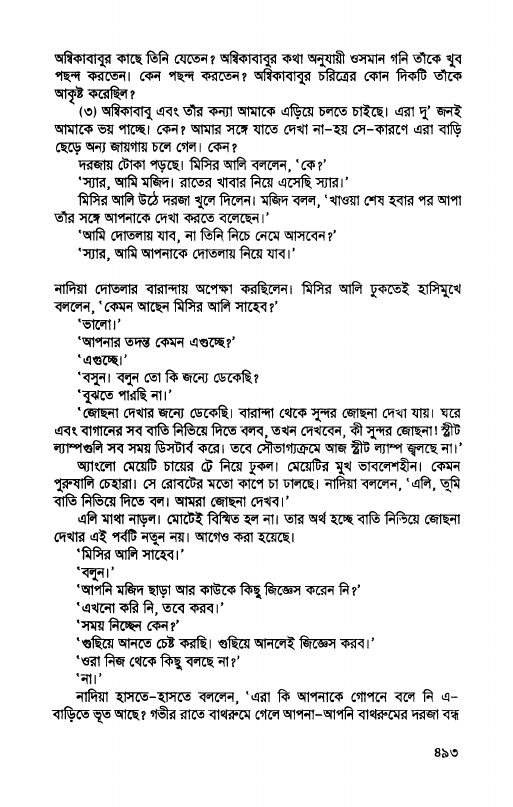 অম্বিকাবাবুর কাছে তিনি যেতেন? অম্বিকাবাবুর কথা অনুযায়ী ওসমান গনি তাঁকে খুব
পছন্দ করতেন। কেন পছন্দ করতেন? অম্বিকাবাবুর চরিত্রের কোন দিকটি তাঁকে
আকৃষ্ট করেছিল?
(৩) অম্বিকাবাবু এবং তাঁর কন্যা আমাকে এড়িয়ে চলতে চাইছে। এরা দু' জনই
আমাকে ভয় পাচ্ছে। কেন? আমার সঙ্গে যাতে দেখা না-হয় সে-কারণে এরা বাড়ি
ছেড়ে অন্য জায়গায় চলে গেল। কেন?
দরজায় টোকা পড়ছে। মিসির আলি বললেন, 'কে?'
'স্যার, আমি মজিদ। রাতের খাবার নিয়ে এসেছি স্যার।'
মিসির আলি উঠে দরজা খুলে দিলেন। মজিদ বলল, 'খাওয়া শেষ হবার পর আপা
তাঁর সঙ্গে আপনাকে দেখা করতে বলেছেন।'
'আমি দোতলায় যাব, না তিনি নিচে নেমে আসবেন?'
'স্যার, আমি আপনাকে দোতলায় নিয়ে যাব।'
নাদিয়া দোতলার বারান্দায় অপেক্ষা করছিলেন। মিসির আলি ঢুকতেই হাসিমুখে
বললেন, 'কেমন আছেন মিসির আলি সাহেব?'
'ভালো।'
'আপনার তদন্ত কেমন এগুচ্ছে?'
'এগুচ্ছে।'
'বসুন। বলুন তো কি জন্যে ডেকেছি?
'বুঝতে পারছি না।'
'জোছনা দেখার জন্যে ডেকেছি। বারান্দা থেকে সুন্দর জোছনা দেখা যায়। ঘরে
এবং বাগানের সব বাতি নিভিয়ে দিতে বলব, তখন দেখবেন, কী সুন্দর জোছনা! স্ট্রীট
ল্যাম্পগুলি সব সময় ডিসটার্ব করে। তবে সৌভাগ্যক্রমে আজ স্ট্রীট ল্যাম্প জ্বলছে না।'
অ্যাংলো মেয়েটি চায়ের ট্রে নিয়ে ঢুকল। মেয়েটির মুখ ভাবলেশহীন। কেমন
পুরুষালি চেহারা। সে রোবটের মতো কাপে চা ঢালছে। নাদিয়া বললেন, 'এলি, তুমি
বাতি নিভিয়ে দিতে বল। আমরা জোছনা দেখব।'
এলি মাথা নাড়ল। মোটেই বিস্মিত হল না। তার অর্থ হচ্ছে বাতি নিভিয়ে জোছনা
দেখার এই পর্বটি নতুন নয়। আগেও করা হয়েছে।
'মিসির আলি সাহেব।'
'বলুন।'
'আপনি মজিদ ছাড়া আর কাউকে কিছু জিজ্ঞেস করেন নি?'
'এখনো করি নি, তবে করব।'
'সময় নিচ্ছেন কেন?'
'গুছিয়ে আনতে চেষ্ট করছি। গুছিয়ে আনলেই জিজ্ঞেস করব।'
'ওরা নিজ থেকে কিছু বলছে না?'
'না।'
নাদিয়া হাসতে-হাসতে বললেন, 'এরা কি আপনাকে গোপনে বলে নি এ-
বাড়িতে ভূত আছে? গভীর রাতে বাথরুমে গেলে আপনা-আপনি বাথরুমের দরজা বন্ধ
৪৯৩